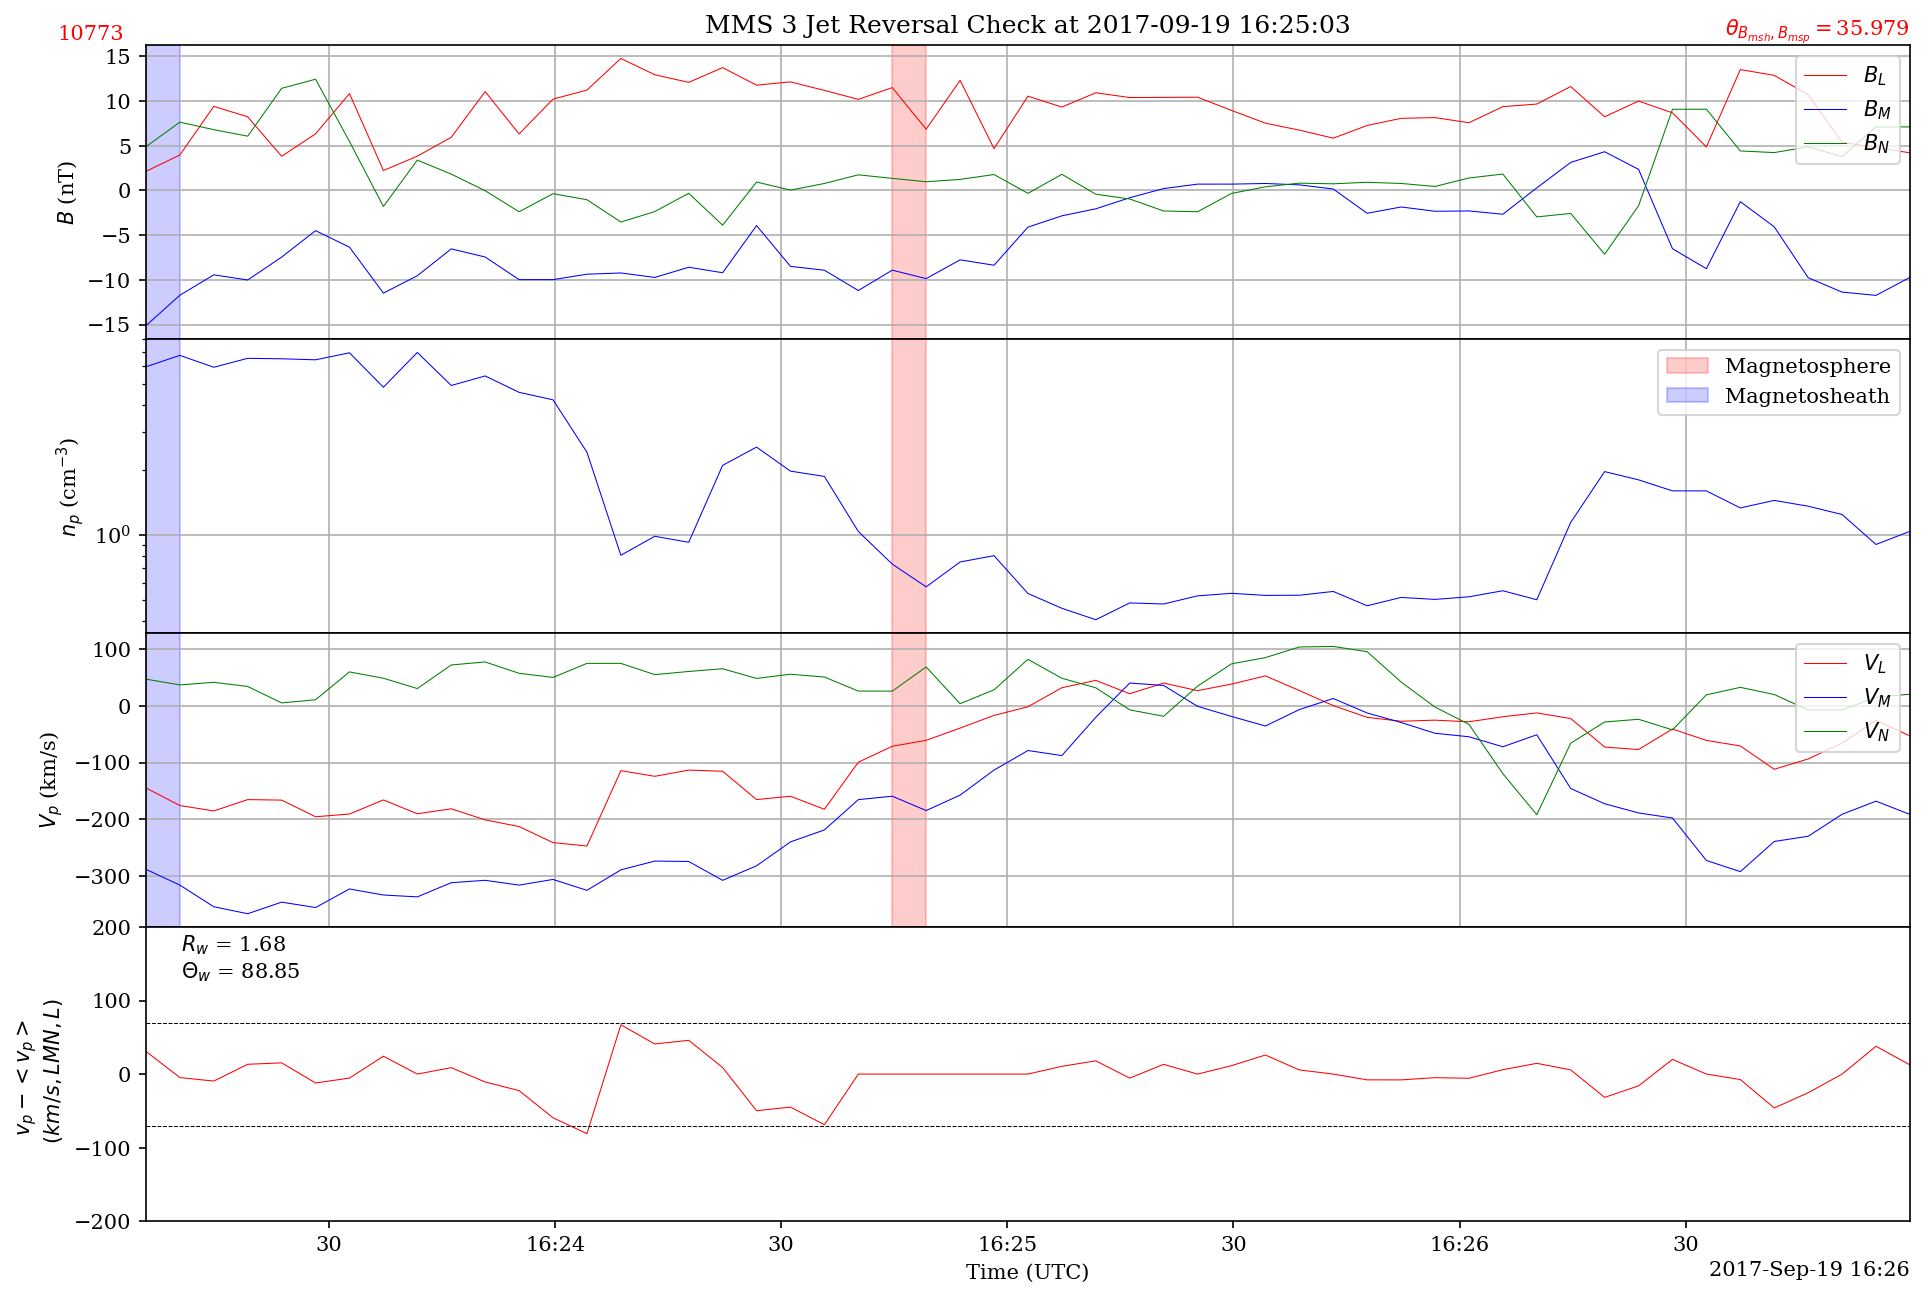 10773
MMS 3 Jet Reversal Check at 2017-09-19 16:25:03
θ_{B_{msh}, B_{msp}} = 35.979
15
10
5
0
−5
−10
−15
B (nT)
B_L
B_M
B_N
10^0
n_p (cm^{−3})
Magnetosphere
Magnetosheath
100
0
−100
−200
−300
V_p (km/s)
V_L
V_M
V_N
200
100
0
−100
−200
v_p − < v_p >
(km/s, LMN, L)
R_w = 1.68
Θ_w = 88.85
30
16:24
30
16:25
30
16:26
30
Time (UTC)
2017-Sep-19 16:26